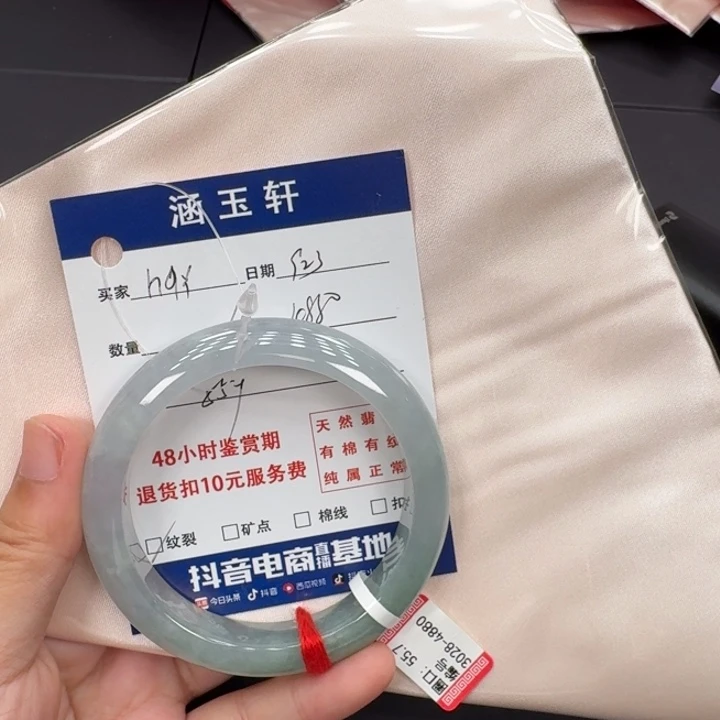 涵玉轩
买家 日期
数量
48小时鉴赏期
退货扣10元服务费
天然翡
有棉有纹
纯属正常
纹裂 矿点 棉线 扣
抖音电商直播基地
今日头条 抖音 西瓜视频
圈口: 55.7
编号:
3028-4880